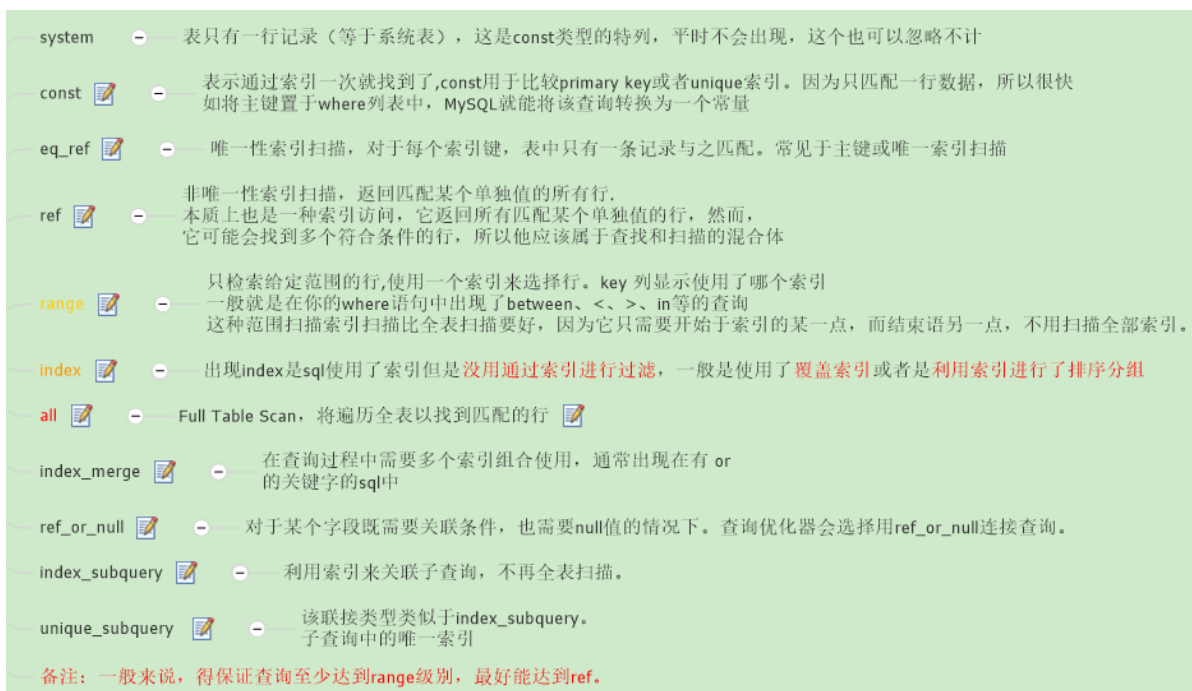 system 表只有一行记录（等于系统表），这是const类型的特列，平时不会出现，这个也可以忽略不计
const 表示通过索引一次就找到了,const用于比较primary key或者unique索引。因为只匹配一行数据，所以很快
如将主键置于where列表中，MySQL就能将该查询转换为一个常量
eq_ref 唯一性索引扫描，对于每个索引键，表中只有一条记录与之匹配。常见于主键或唯一索引扫描
ref 非唯一性索引扫描，返回匹配某个单独值的所有行.
本质上也是一种索引访问，它返回所有匹配某个单独值的行，然而，
它可能会找到多个符合条件的行，所以他应该属于查找和扫描的混合体
range 只检索给定范围的行,使用一个索引来选择行。key 列显示使用了哪个索引
一般就是在你的where语句中出现了between、<、>、in等的查询
这种范围扫描索引扫描比全表扫描要好，因为它只需要开始于索引的某一点，而结束语另一点，不用扫描全部索引。
index 出现index是sql使用了索引但是没用通过索引进行过滤，一般是使用了覆盖索引或者是利用索引进行了排序分组
all Full Table Scan，将遍历全表以找到匹配的行
index_merge 在查询过程中需要多个索引组合使用，通常出现在有 or
的关键字的sql中
ref_or_null 对于某个字段既需要关联条件，也需要null值的情况下。查询优化器会选择用ref_or_null连接查询。
index_subquery 利用索引来关联子查询，不再全表扫描。
unique_subquery 该联接类型类似于index_subquery。
子查询中的唯一索引
备注：一般来说，得保证查询至少达到range级别，最好能达到ref。